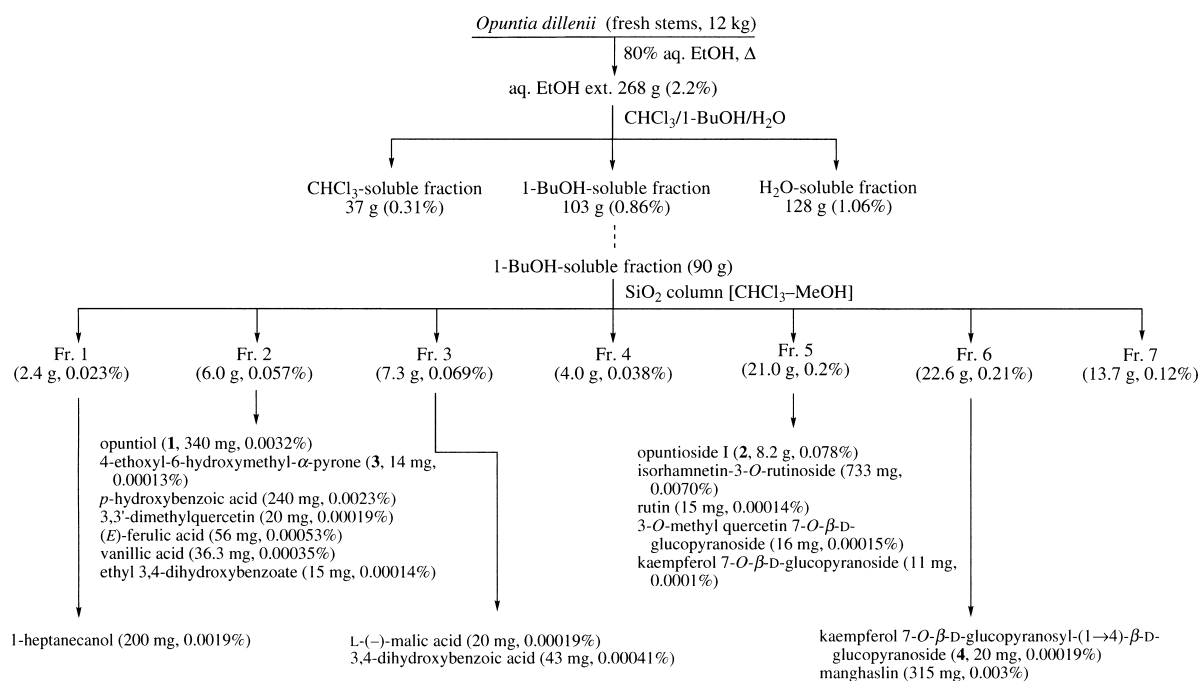 Opuntia dillenii (fresh stems, 12 kg)
80% aq. EtOH, Δ
aq. EtOH ext. 268 g (2.2%)
CHCl₃/1-BuOH/H₂O
CHCl₃-soluble fraction
37 g (0.31%)
1-BuOH-soluble fraction
103 g (0.86%)
H₂O-soluble fraction
128 g (1.06%)
1-BuOH-soluble fraction (90 g)
SiO₂ column [CHCl₃–MeOH]
Fr. 1
(2.4 g, 0.023%)
Fr. 2
(6.0 g, 0.057%)
Fr. 3
(7.3 g, 0.069%)
Fr. 4
(4.0 g, 0.038%)
Fr. 5
(21.0 g, 0.2%)
Fr. 6
(22.6 g, 0.21%)
Fr. 7
(13.7 g, 0.12%)
opuntiol (1, 340 mg, 0.0032%)
4-ethoxyl-6-hydroxymethyl-α-pyrone (3, 14 mg,
0.00013%)
p-hydroxybenzoic acid (240 mg, 0.0023%)
3,3'-dimethylquercetin (20 mg, 0.00019%)
(E)-ferulic acid (56 mg, 0.00053%)
vanillic acid (36.3 mg, 0.00035%)
ethyl 3,4-dihydroxybenzoate (15 mg, 0.00014%)
opuntioside I (2, 8.2 g, 0.078%)
isorhamnetin-3-O-rutinoside (733 mg,
0.0070%)
rutin (15 mg, 0.00014%)
3-O-methyl quercetin 7-O-β-D-
glucopyranoside (16 mg, 0.00015%)
kaempferol 7-O-β-D-glucopyranoside (11 mg,
0.0001%)
1-heptanecanol (200 mg, 0.0019%)
L-(–)-malic acid (20 mg, 0.00019%)
3,4-dihydroxybenzoic acid (43 mg, 0.00041%)
kaempferol 7-O-β-D-glucopyranosyl-(1→4)-β-D-
glucopyranoside (4, 20 mg, 0.00019%)
manghaslin (315 mg, 0.003%)